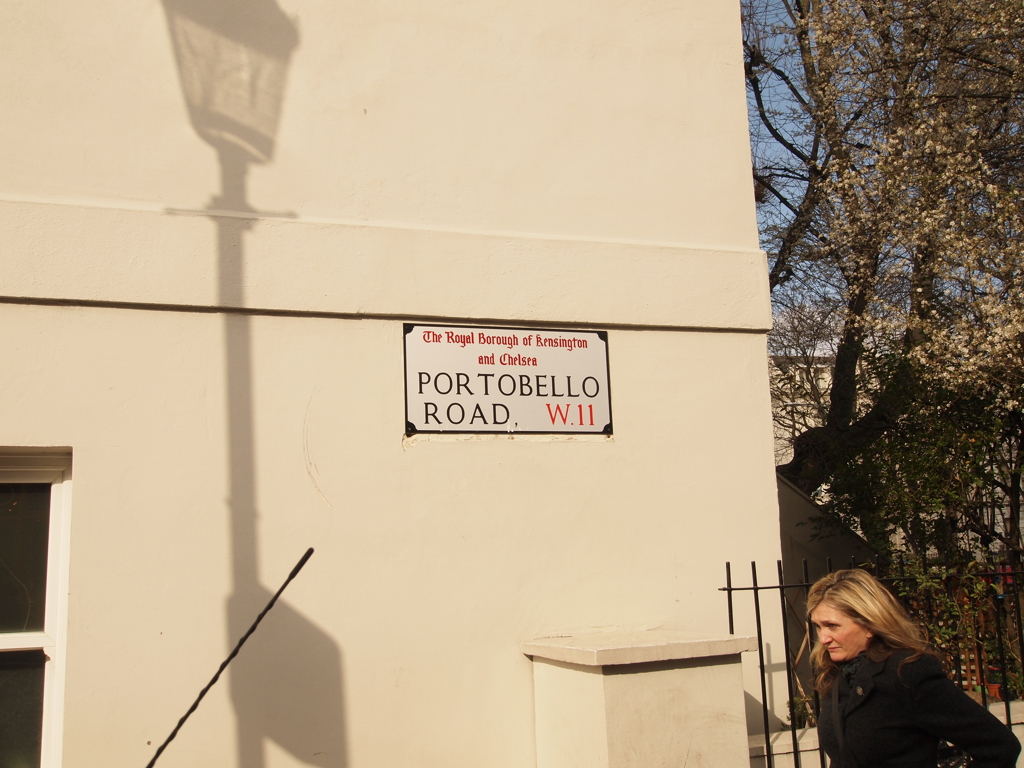 The Royal Borough of Kensington
and Chelsea
PORTOBELLO
ROAD, W.11